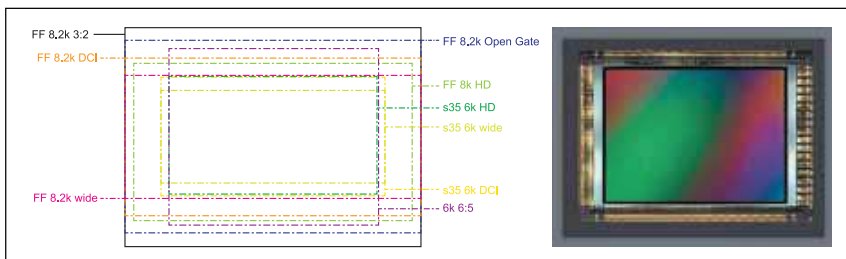 FF 8.2k 3:2
FF 8.2k Open Gate
FF 8.2k DCI
FF 8k HD
s35 6k HD
s35 6k wide
s35 6k DCI
FF 8.2k wide
6k 6:5